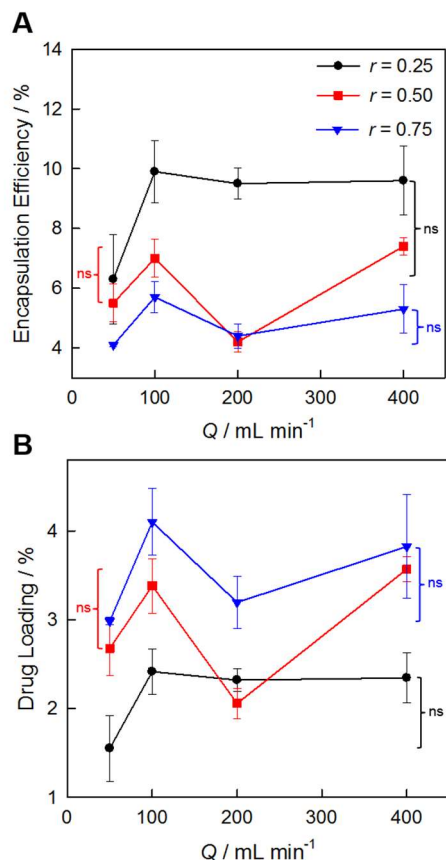 A
Encapsulation Efficiency / %
14
12
10
8
6
4
r = 0.25
r = 0.50
r = 0.75
ns
ns
ns
0 100 200 300 400
Q / mL min⁻¹
B
Drug Loading / %
4
3
2
1
ns
ns
ns
0 100 200 300 400
Q / mL min⁻¹